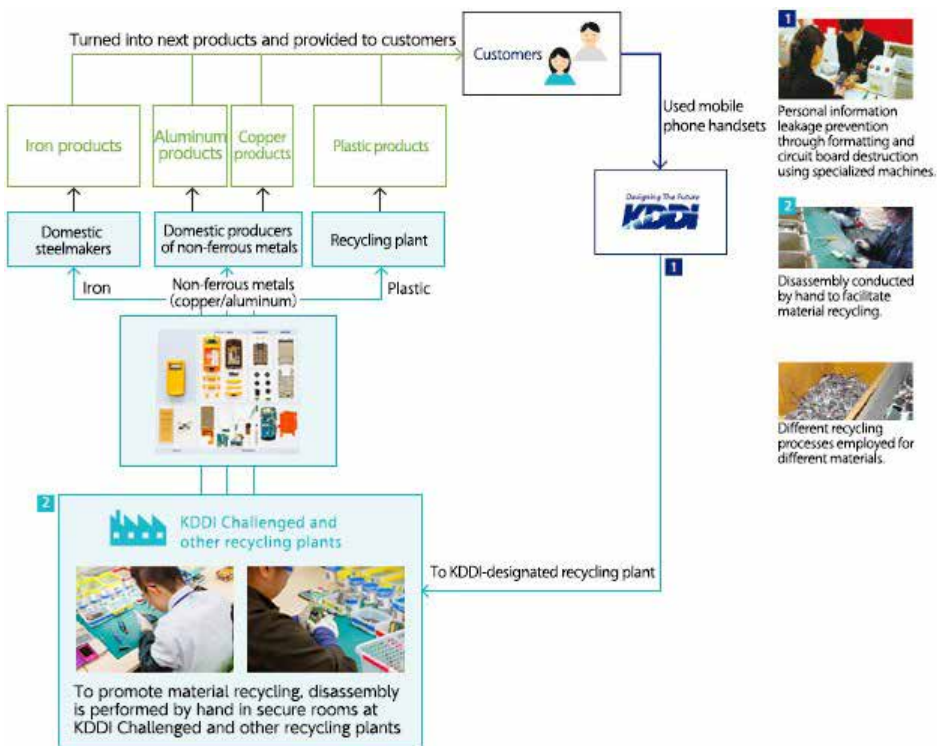 Turned into next products and provided to customers
Customers
Used mobile
phone handsets
Iron products
Aluminum
products
Copper
products
Plastic products
Designing The Future
KDDI
1
Domestic
steelmakers
Domestic producers
of non-ferrous metals
Recycling plant
Iron
Non-ferrous metals
(copper/aluminum)
Plastic
2
KDDI Challenged and
other recycling plants
To KDDI-designated recycling plant
To promote material recycling, disassembly
is performed by hand in secure rooms at
KDDI Challenged and other recycling plants
1
Personal information
leakage prevention
through formatting and
circuit board destruction
using specialized machines.
2
Disassembly conducted
by hand to facilitate
material recycling.
Different recycling
processes employed for
different materials.